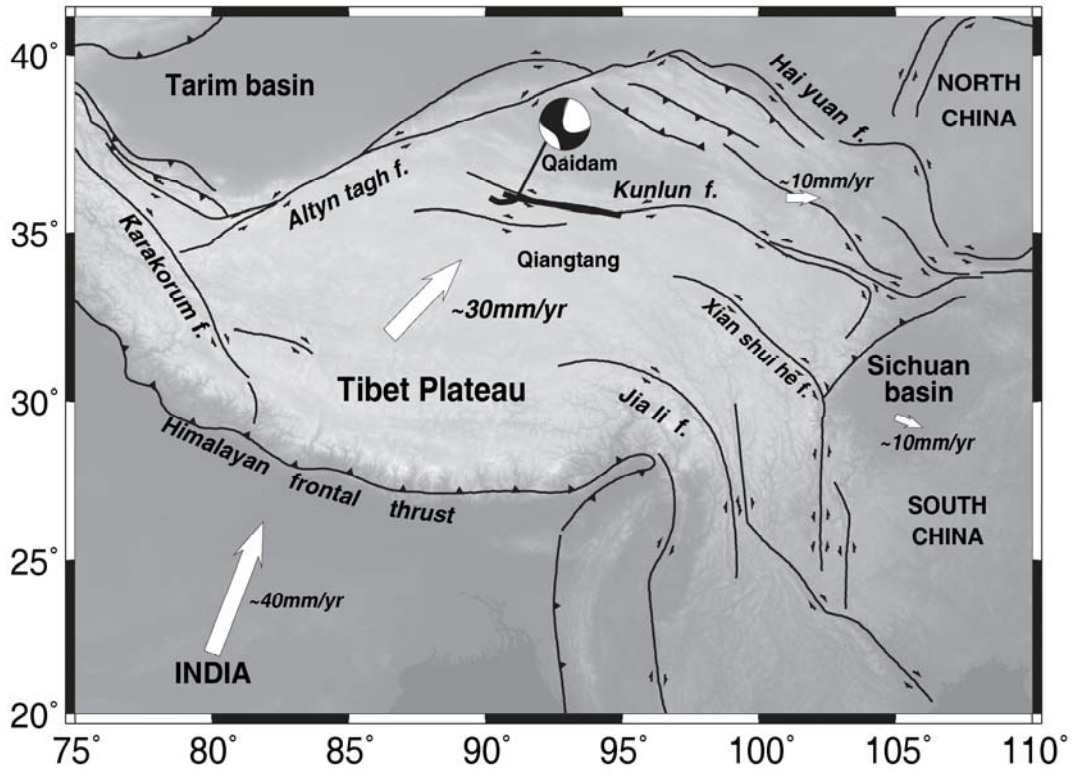 40°
35°
30°
25°
20°
75°
80°
85°
90°
95°
100°
105°
110°
Tarim basin
Hai yuan f.
NORTH
CHINA
Altyn tagh f.
Qaidam
Kunlun f.
~10mm/yr
Karakorum f.
Qiangtang
~30mm/yr
Xian shui he f.
Tibet Plateau
Jia li f.
Sichuan
basin
~10mm/yr
Himalayan frontal thrust
SOUTH
CHINA
~40mm/yr
INDIA